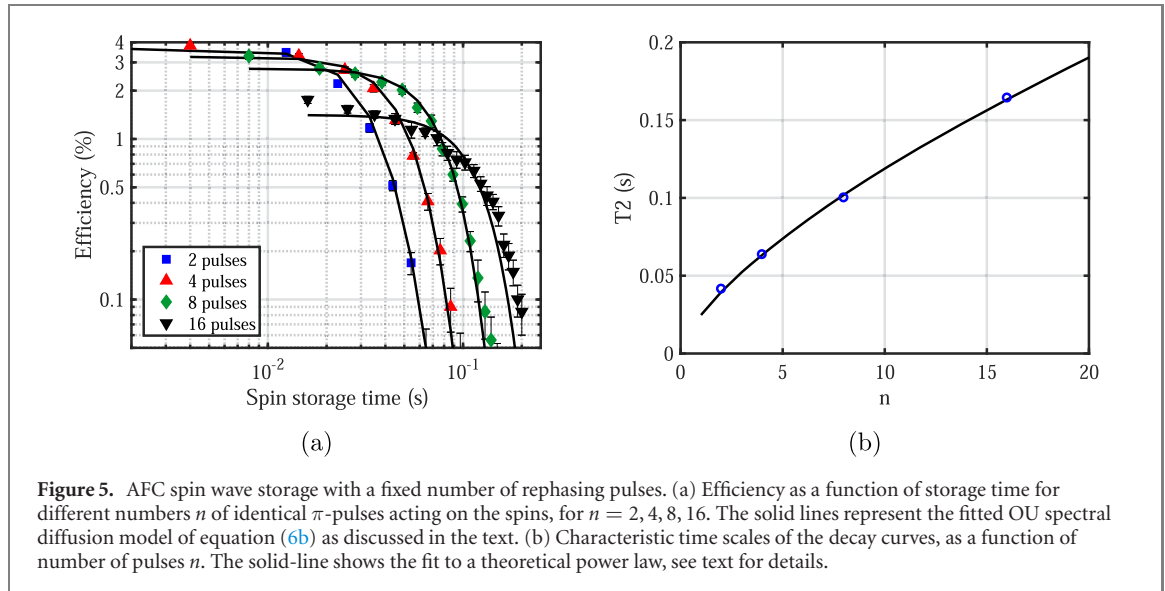 4
3
2
1
0.5
0.1
Efficiency (%)
2 pulses
4 pulses
8 pulses
16 pulses
10-2
10-1
Spin storage time (s)
(a)
0.2
0.15
0.1
0.05
0
T2 (s)
0
5
10
15
20
n
(b)
Figure 5. AFC spin wave storage with a fixed number of rephasing pulses. (a) Efficiency as a function of storage time for
different numbers n of identical π-pulses acting on the spins, for n = 2, 4, 8, 16. The solid lines represent the fitted OU spectral
diffusion model of equation (6b) as discussed in the text. (b) Characteristic time scales of the decay curves, as a function of
number of pulses n. The solid-line shows the fit to a theoretical power law, see text for details.